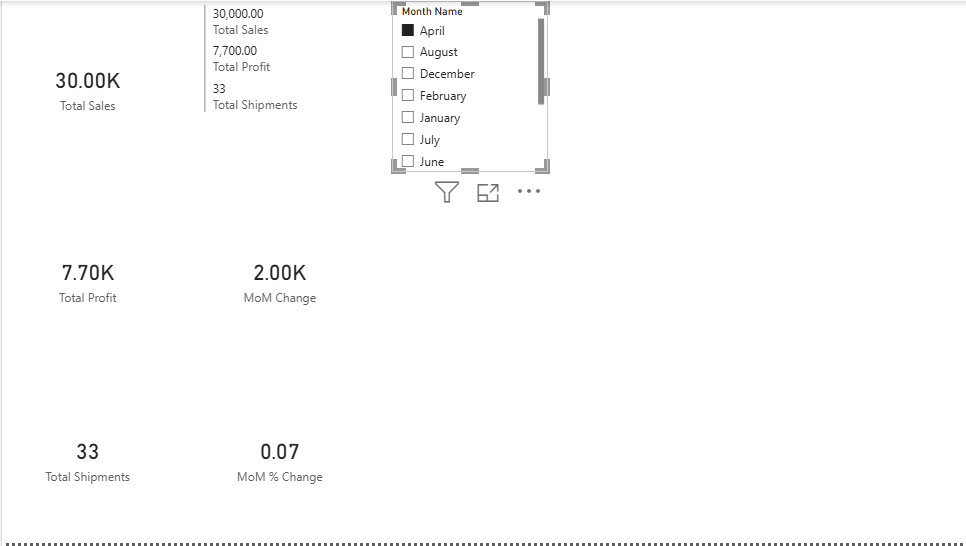 30,000.00
Total Sales
7,700.00
Total Profit
33
Total Shipments
30.00K
Total Sales
Month Name
April
August
December
February
January
July
June
7.70K
Total Profit
2.00K
MoM Change
33
Total Shipments
0.07
MoM % Change